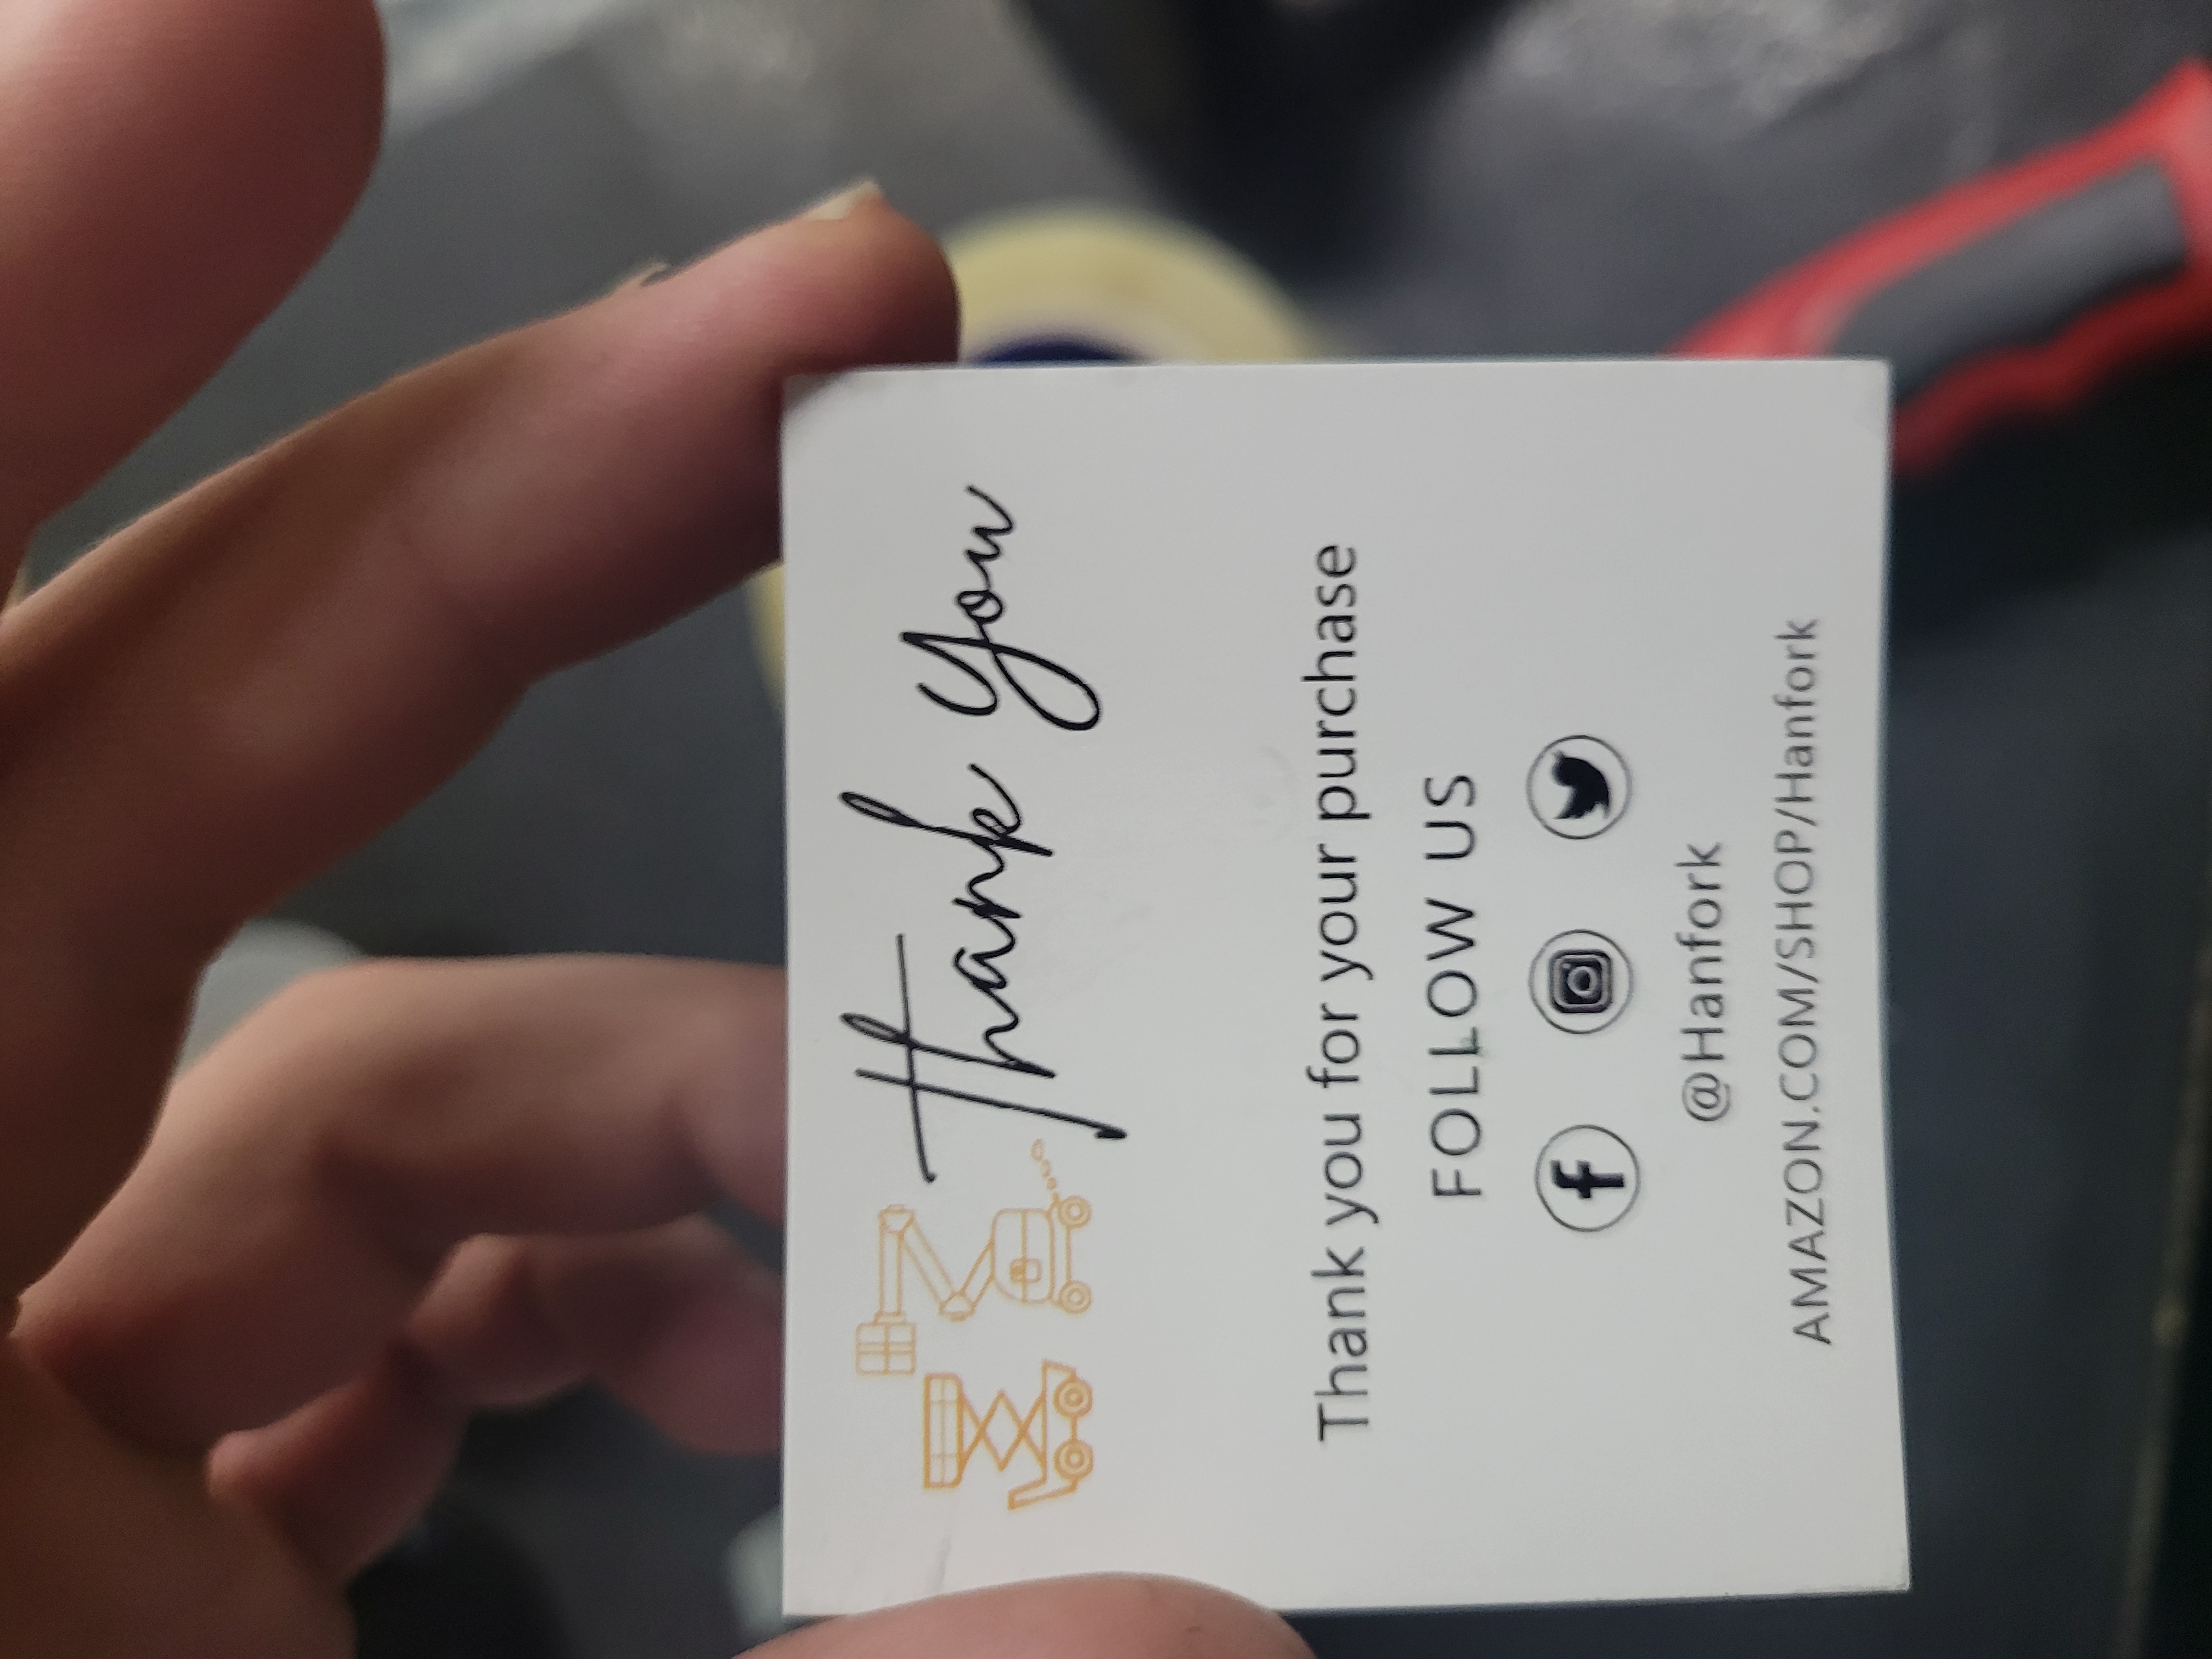 Thank You
Thank you for your purchase
FOLLOW US
@Hanfork
AMAZON.COM/SHOP/Hanfork